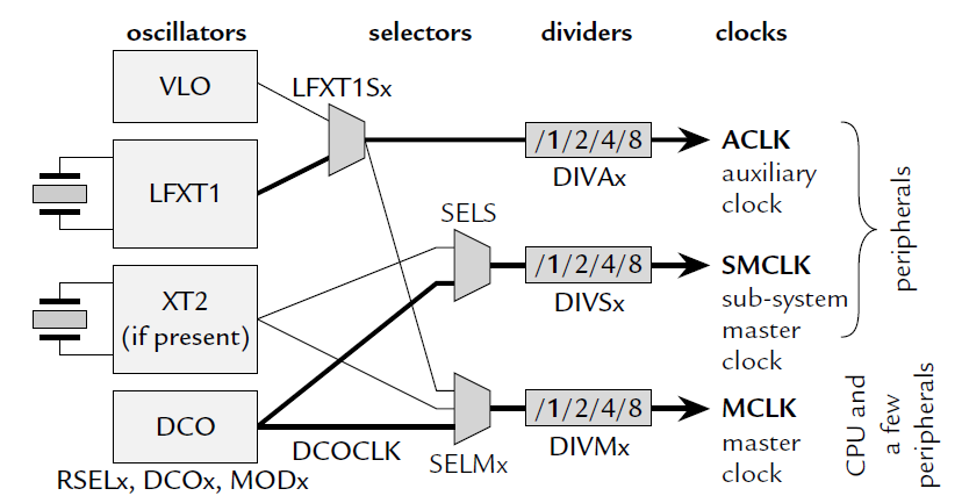 oscillators selectors dividers clocks
VLO
LFXT1Sx
LFXT1
/1/2/4/8
DIVAx
ACLK
auxiliary
clock
SELS
XT2
(if present)
/1/2/4/8
DIVSx
SMCLK
sub-system
master
clock
peripherals
DCO
DCOCLK
RSELx, DCOx, MODx
SELMx
/1/2/4/8
DIVMx
MCLK
master
clock
CPU and
a few
peripherals